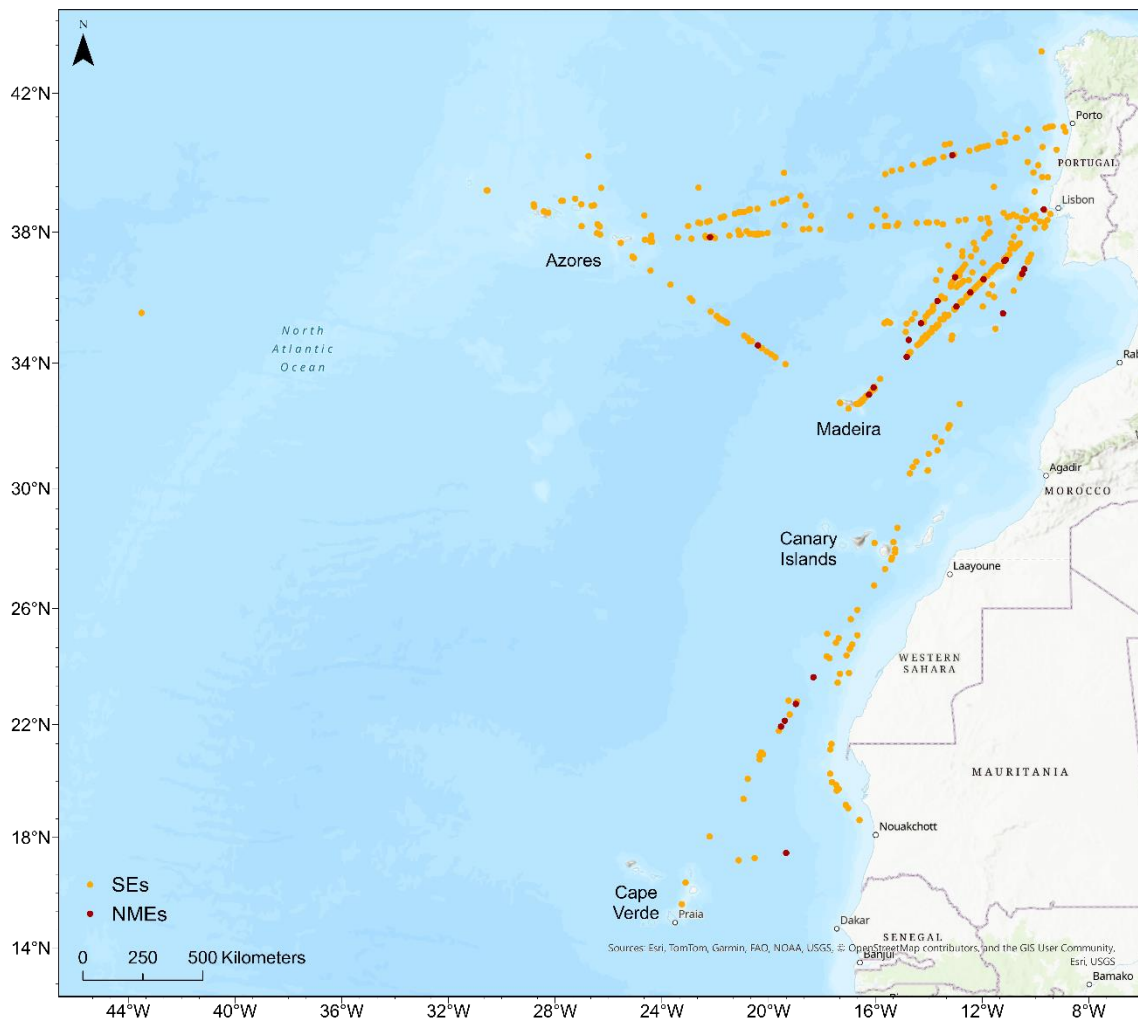 N
42°N
38°N
34°N
30°N
26°N
22°N
18°N
14°N
Porto
PORTUGAL
Lisbon
Azores
North
Atlantic
Ocean
Rab
Madeira
Agadir
MOROCCO
Canary
Islands
Laayoune
WESTERN
SAHARA
MAURITANIA
Nouakchott
SEs
NMEs
Cape
Verde
Praia
Dakar
SENEGAL
Sources: Esri, TomTom, Garmin, FAO, NOAA, USGS, © OpenStreetMap contributors, and the GIS User Community,
Esri, USGS
Banjul
Bamako
0 250 500 Kilometers
44°W 40°W 36°W 32°W 28°W 24°W 20°W 16°W 12°W 8°W